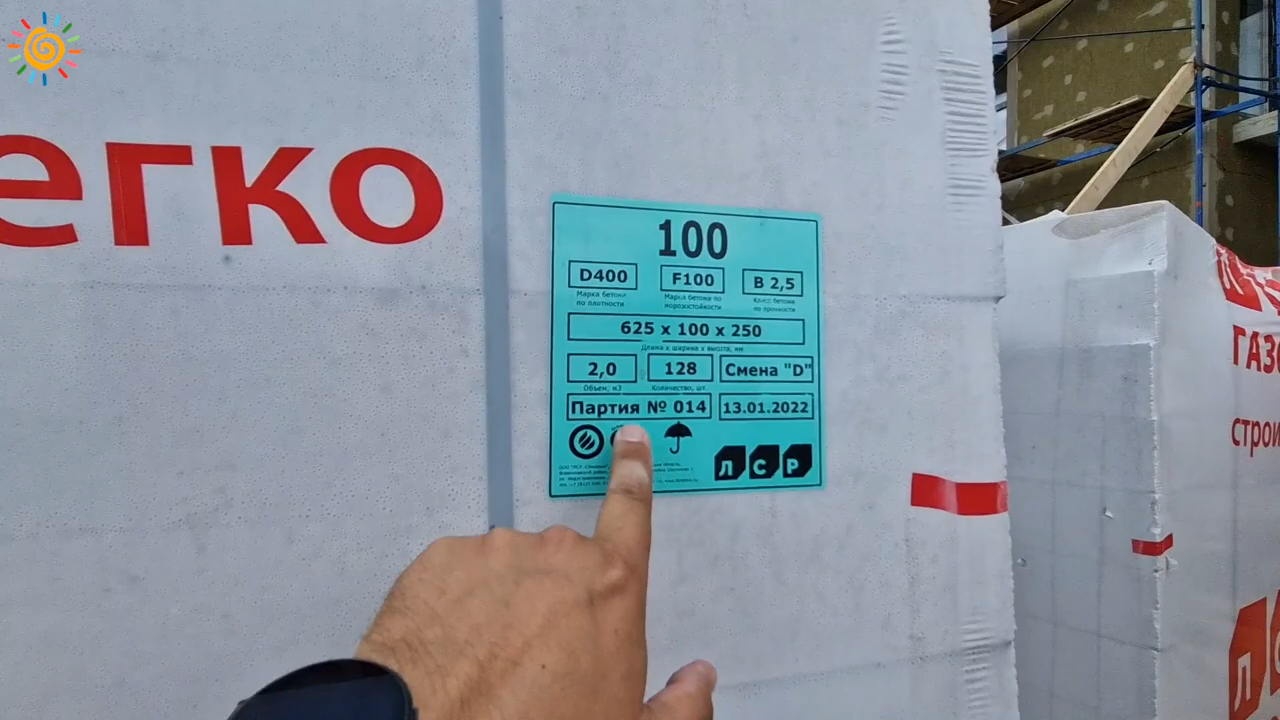 егко
100
D400 F100 B 2,5
Марка бетона по плотности
Марка бетона по морозостойкости
Класс бетона по прочности
625 x 100 x 250
Длина х ширина х высота, мм
2,0 128 Смена "D"
Объем, м3 Количество, шт.
Партия № 014 13.01.2022
ЛСР
ГАЗ
строи
Л